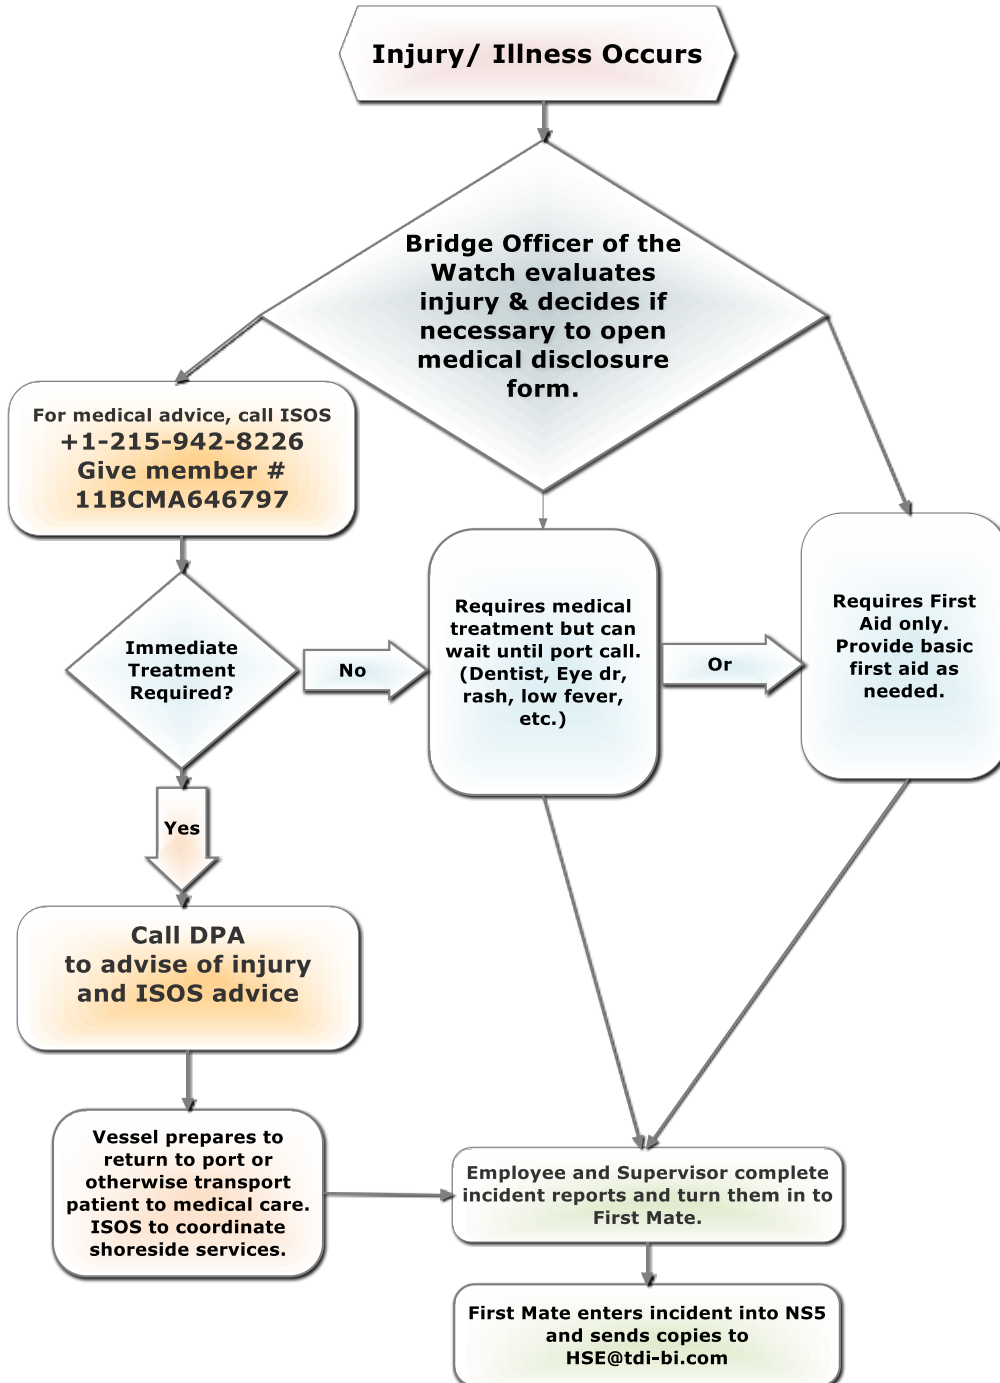 Injury/ Illness Occurs
Bridge Officer of the
Watch evaluates
injury & decides if
necessary to open
medical disclosure
form.
For medical advice, call ISOS
+1-215-942-8226
Give member #
11BCMA646797
Immediate
Treatment
Required?
No
Requires medical
treatment but can
wait until port call.
(Dentist, Eye dr,
rash, low fever,
etc.)
Or
Requires First
Aid only.
Provide basic
first aid as
needed.
Yes
Call DPA
to advise of injury
and ISOS advice
Vessel prepares to
return to port or
otherwise transport
patient to medical care.
ISOS to coordinate
shoreside services.
Employee and Supervisor complete
incident reports and turn them in to
First Mate.
First Mate enters incident into NS5
and sends copies to
HSE@tdi-bi.com